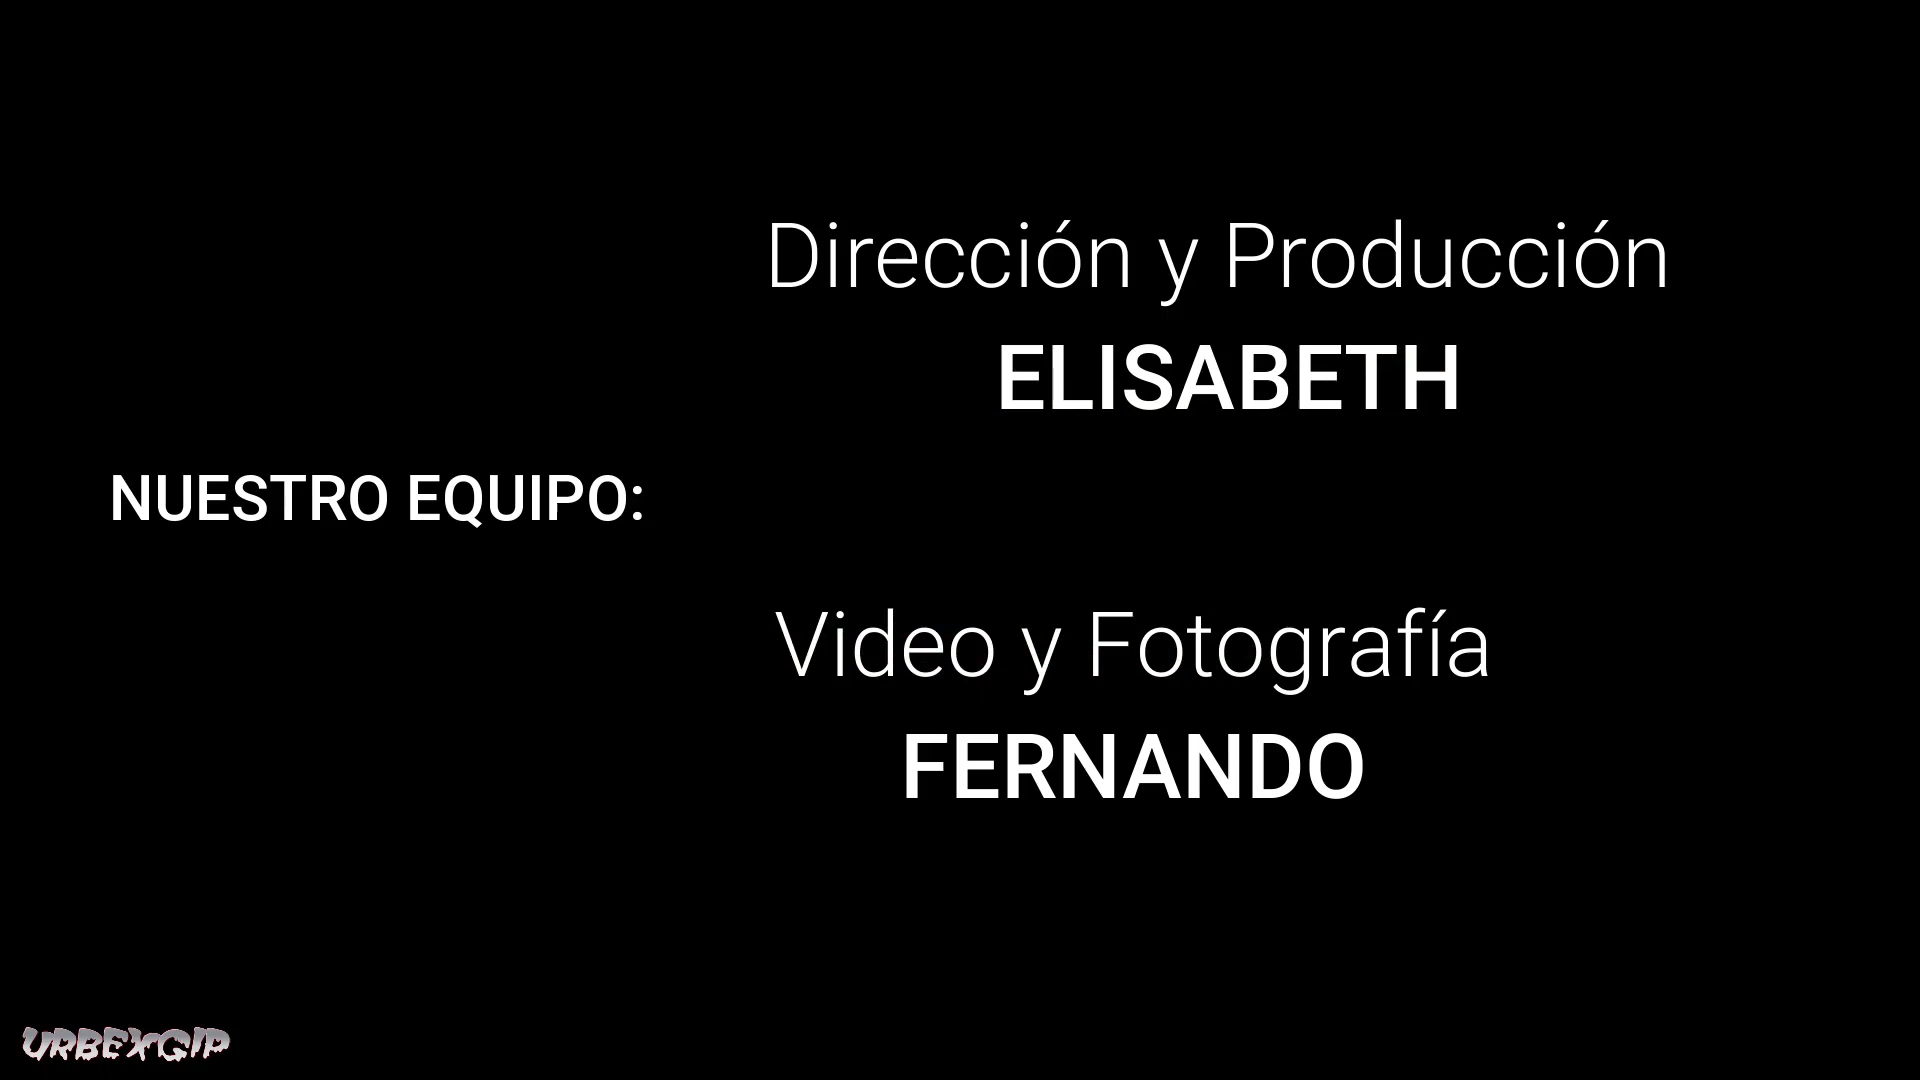 Dirección y Producción
ELISABETH
NUESTRO EQUIPO:
Video y Fotografía
FERNANDO
URBEXGIP